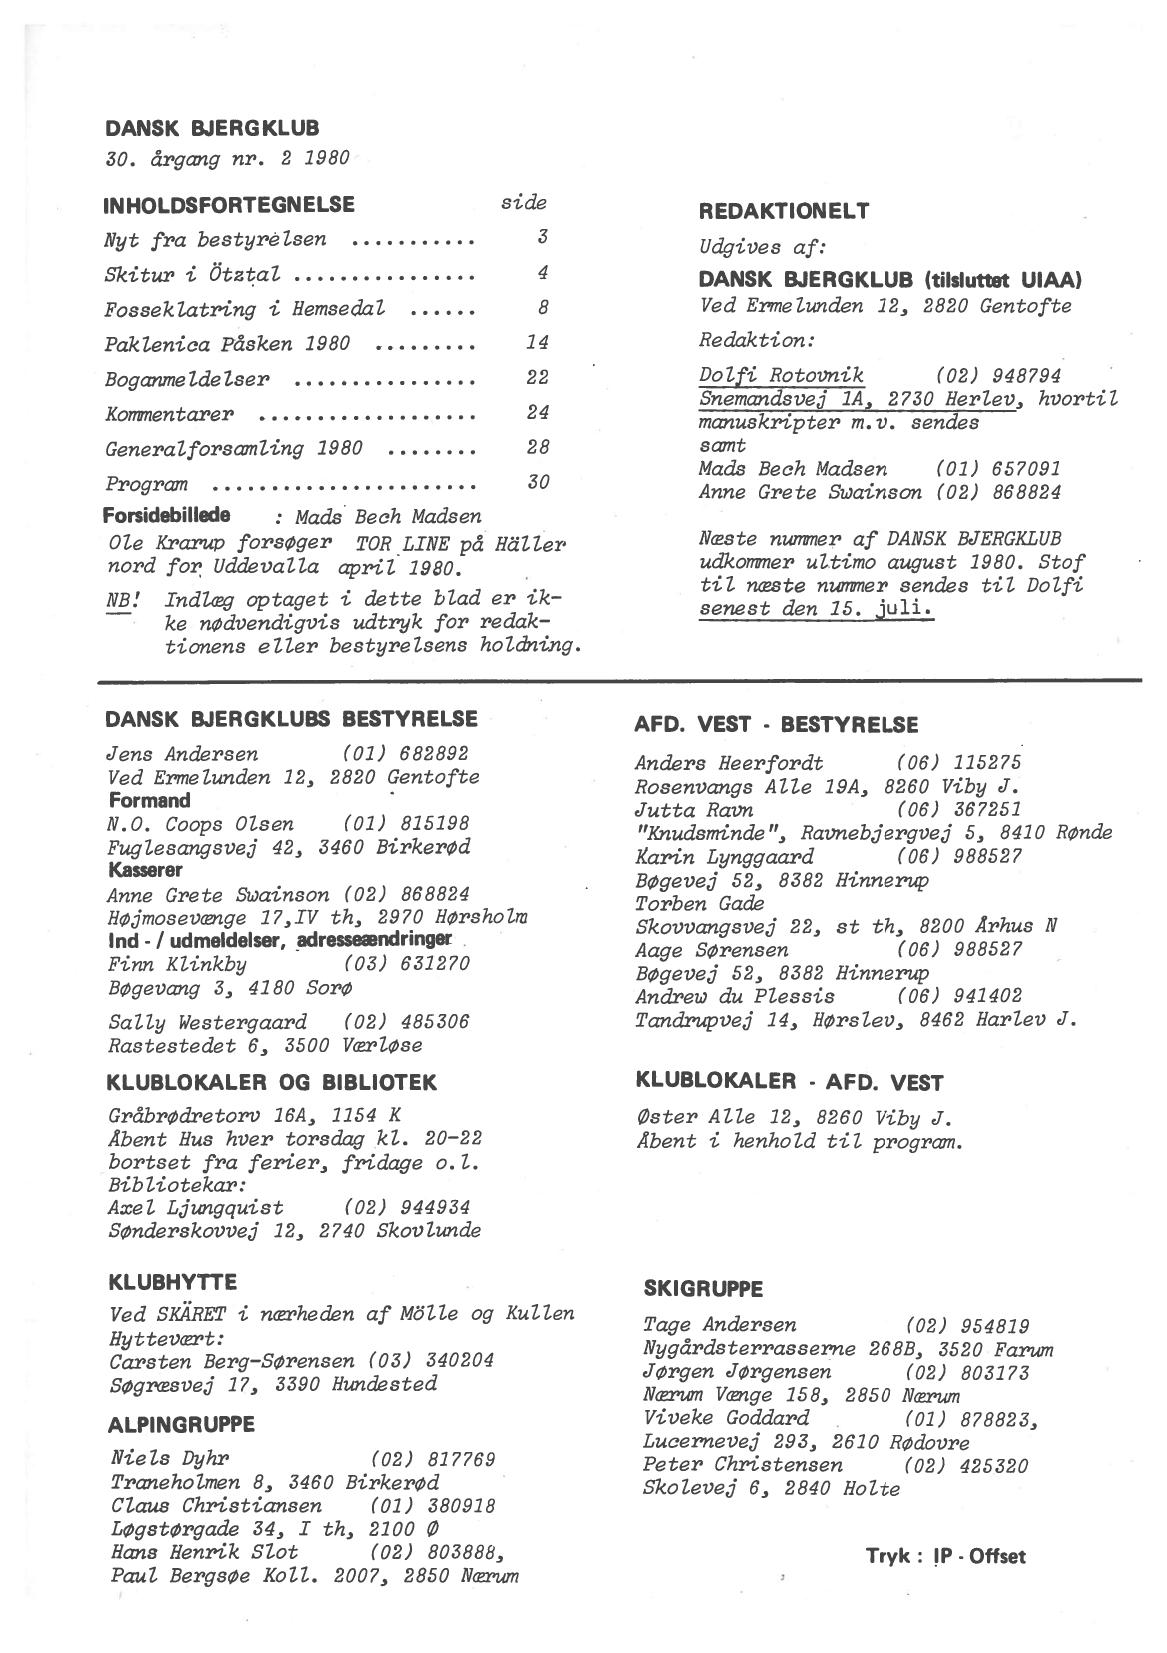 DANSK BJERGKLUB
30. årgang nr. 2 1980
INHOLDSFORTEGNELSE side
Nyt fra bestyrelsen ........... 3
Skitur i Ötztal ................ 4
Fosseklatring i Hemsedal ...... 8
Paklenica Påsken 1980 ......... 14
Boganmeldelser ................ 22
Kommentarer ................... 24
Generalforsamling 1980 ........ 28
Program ....................... 30
Forsidebillede : Mads Bech Madsen
Ole Krarup forsøger TOR LINE på Häller
nord for Uddevalla april 1980.
NB! Indlæg optaget i dette blad er ik-
ke nødvendigvis udtryk for redak-
tionens eller bestyrelsens holdning.
REDAKTIONELT
Udgives af:
DANSK BJERGKLUB (tilsluttet UIAA)
Ved Ermelunden 12, 2820 Gentofte
Redaktion:
Dolfi Rotovnik (02) 948794
Snemandsvej 1A, 2730 Herlev, hvortil
manuskripter m.v. sendes
samt
Mads Bech Madsen (01) 657091
Anne Grete Swainson (02) 868824
Næste nummer af DANSK BJERGKLUB
udkommer ultimo august 1980. Stof
til næste nummer sendes til Dolfi
senest den 15. juli.
DANSK BJERGKLUBS BESTYRELSE
Jens Andersen (01) 682892
Ved Ermelunden 12, 2820 Gentofte
Formand
N.O. Coops Olsen (01) 815198
Fuglesangsvej 42, 3460 Birkerød
Kasserer
Anne Grete Swainson (02) 868824
Højmosevænge 17,IV th, 2970 Hørsholm
Ind - / udmeldelser, adresseændringer
Finn Klinkby (03) 631270
Bøgevang 3, 4180 Sorø
Sally Westergaard (02) 485306
Rastestedet 6, 3500 Værløse
KLUBLOKALER OG BIBLIOTEK
Gråbrødretorv 16A, 1154 K
Åbent Hus hver torsdag kl. 20-22
bortset fra ferier, fridage o.l.
Bibliotekar:
Axel Ljungquist (02) 944934
Sønderskovvej 12, 2740 Skovlunde
KLUBHYTTE
Ved SKÄRET i nærheden af Mölle og Kullen
Hyttevært:
Carsten Berg-Sørensen (03) 340204
Søgræsvej 17, 3390 Hundested
ALPINGRUPPE
Niels Dyhr (02) 817769
Traneholmen 8, 3460 Birkerød
Claus Christiansen (01) 380918
Løgstørgade 34, I th, 2100 Ø
Hans Henrik Slot (02) 803888,
Paul Bergsøe Koll. 2007, 2850 Nærum
AFD. VEST - BESTYRELSE
Anders Heerfordt (06) 115275
Rosenvangs Alle 19A, 8260 Viby J.
Jutta Ravn (06) 367251
"Knudsminde", Ravnebjergvej 5, 8410 Rønde
Karin Lynggaard (06) 988527
Bøgevej 52, 8382 Hinnerup
Torben Gade
Skovvangsvej 22, st th, 8200 Århus N
Aage Sørensen (06) 988527
Bøgevej 52, 8382 Hinnerup
Andrew du Plessis (06) 941402
Tandrupvej 14, Hørslev, 8462 Harlev J.
KLUBLOKALER - AFD. VEST
Øster Alle 12, 8260 Viby J.
Åbent i henhold til program.
SKIGRUPPE
Tage Andersen (02) 954819
Nygårdsterrasserne 268B, 3520 Farum
Jørgen Jørgensen (02) 803173
Nærum Vænge 158, 2850 Nærum
Viveke Goddard (01) 878823,
Lucernevej 293, 2610 Rødovre
Peter Christensen (02) 425320
Skolevej 6, 2840 Holte
Tryk : IP - Offset